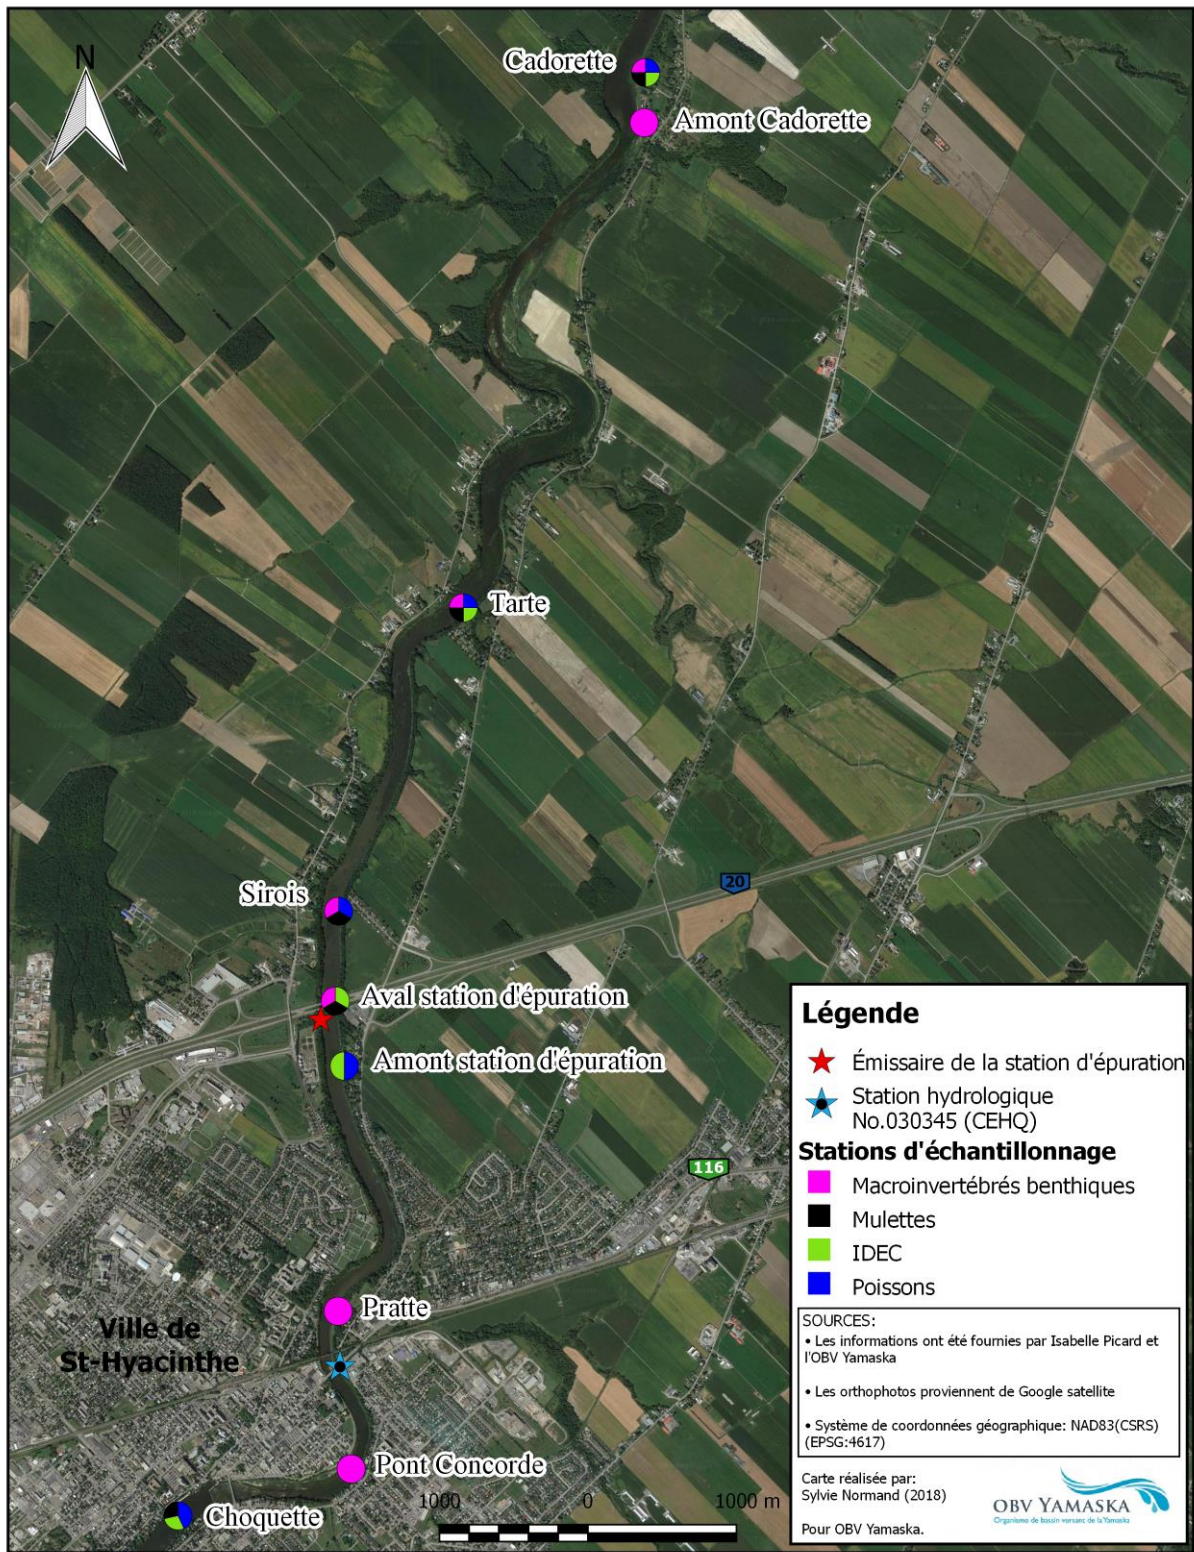 N
Cadorette
Amont Cadorette
Tarte
20
Sirois
Aval station d'épuration
Amont station d'épuration
116
Pratte
Ville de
St-Hyacinthe
Pont Concorde
Choquette
1000 0 1000 m
Légende
Émissaire de la station d'épuration
Station hydrologique
No.030345 (CEHQ)
Stations d'échantillonnage
Macroinvertébrés benthiques
Mulettes
IDEC
Poissons
SOURCES:
• Les informations ont été fournies par Isabelle Picard et
l'OBV Yamaska
• Les orthophotos proviennent de Google satellite
• Système de coordonnées géographique: NAD83(CSRS)
(EPSG:4617)
Carte réalisée par:
Sylvie Normand (2018)
Pour OBV Yamaska.
OBV YAMASKA
Organisme de bassin versant de la Yamaska